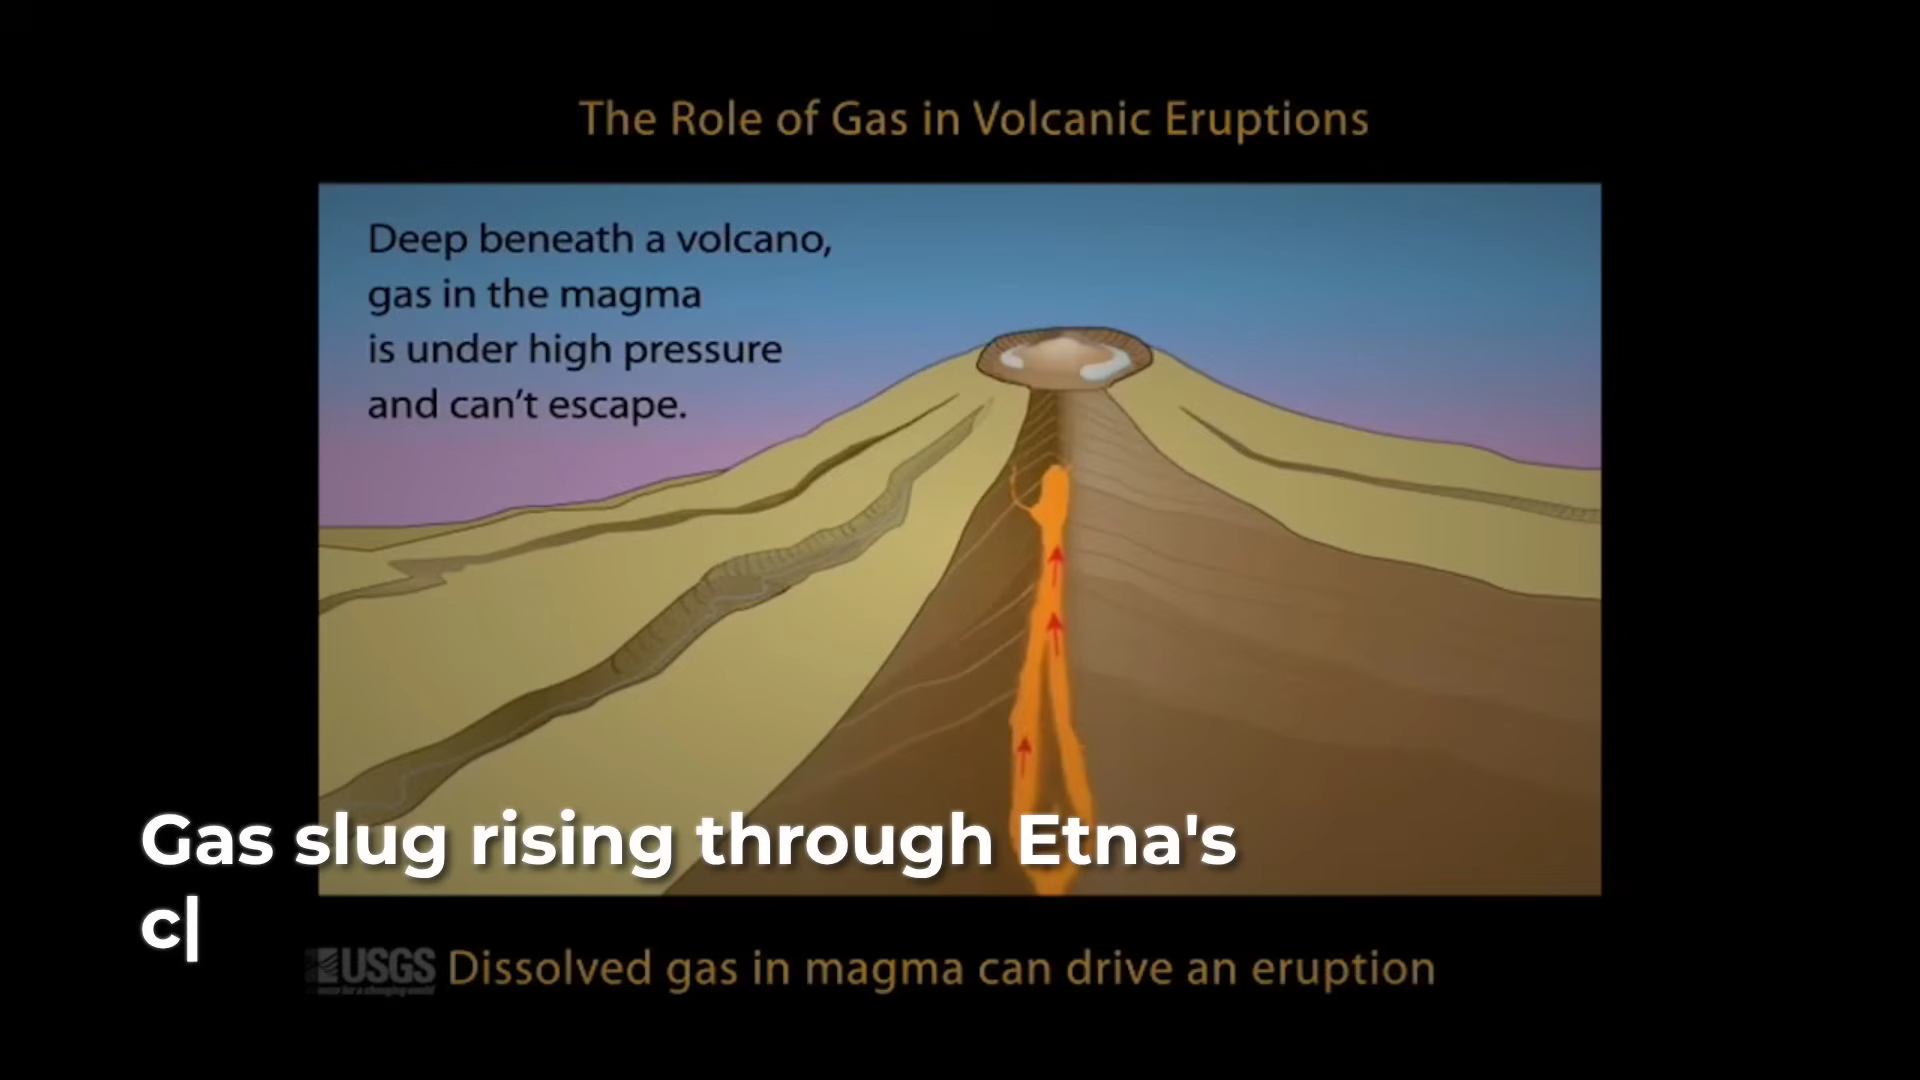 The Role of Gas in Volcanic Eruptions
Deep beneath a volcano,
gas in the magma
is under high pressure
and can't escape.
Gas slug rising through Etna's
c|
USGS
Dissolved gas in magma can drive an eruption